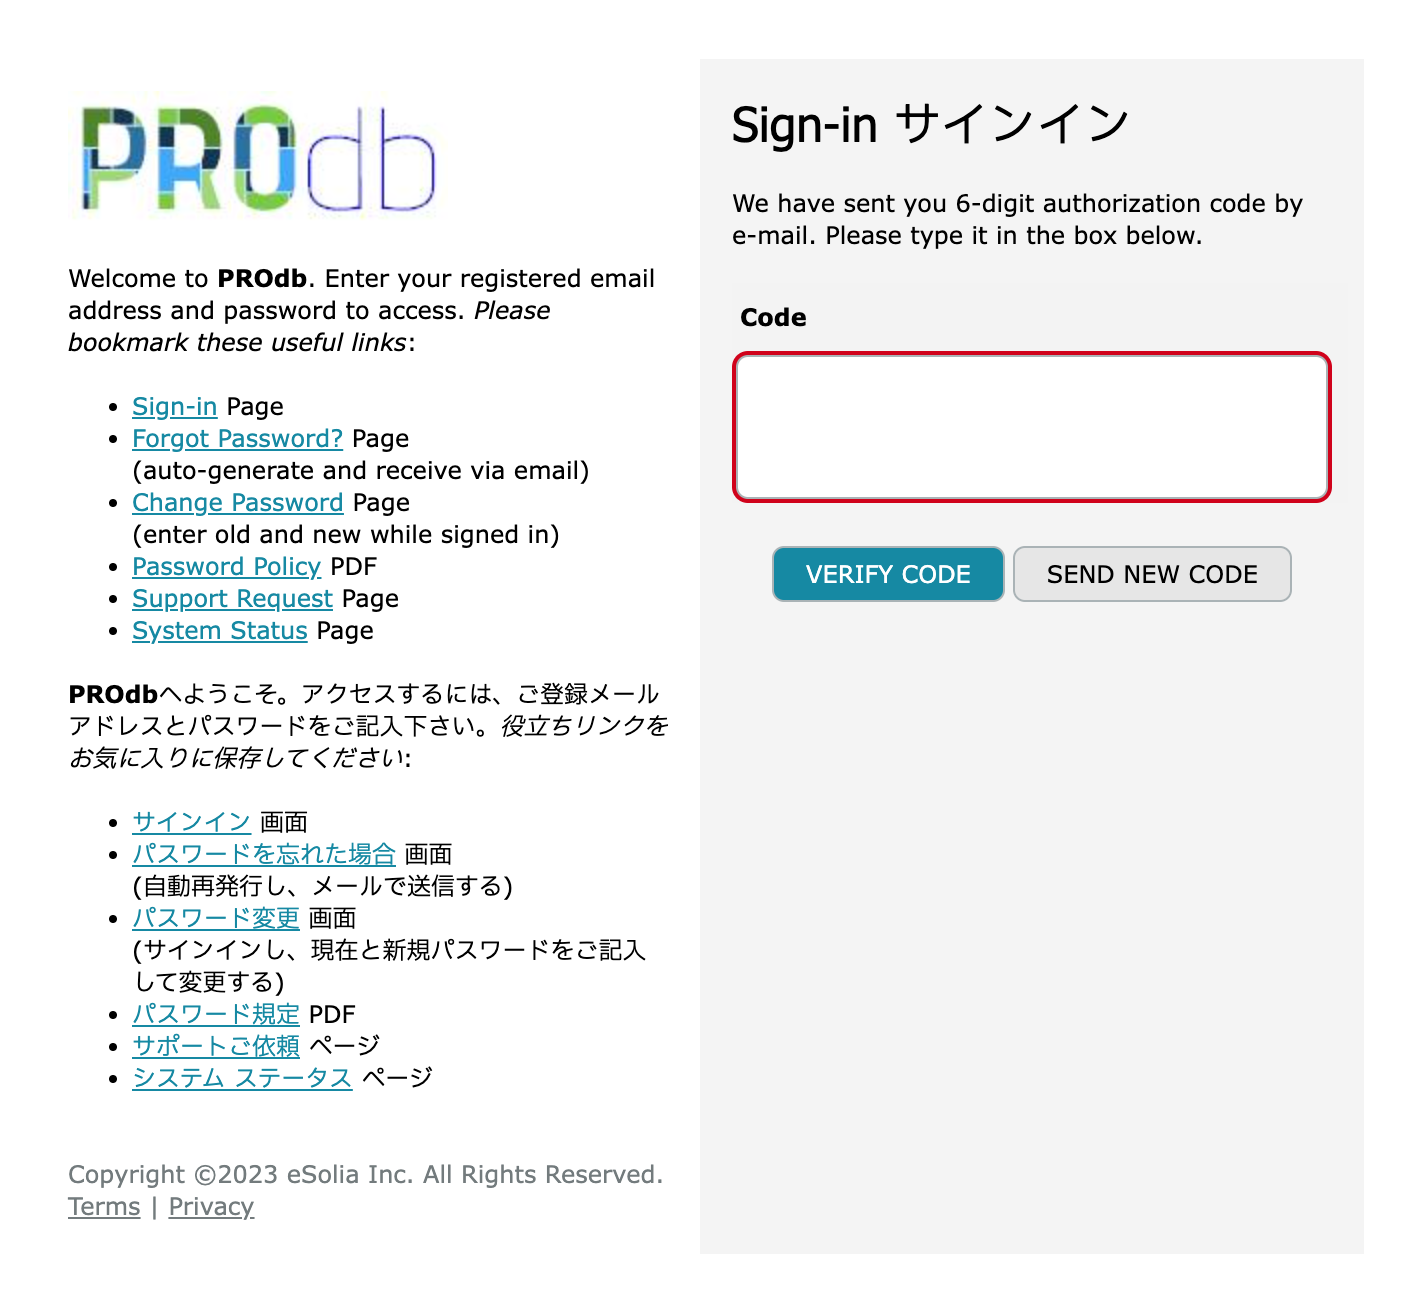 PROdb
Welcome to PROdb. Enter your registered email
address and password to access. Please
bookmark these useful links:
• Sign-in Page
• Forgot Password? Page
(auto-generate and receive via email)
• Change Password Page
(enter old and new while signed in)
• Password Policy PDF
• Support Request Page
• System Status Page
PROdbへようこそ。アクセスするには、ご登録メール
アドレスとパスワードをご記入下さい。役立ちリンクを
お気に入りに保存してください:
• サインイン 画面
• パスワードを忘れた場合 画面
(自動再発行し、メールで送信する)
• パスワード変更 画面
(サインインし、現在と新規パスワードをご記入
して変更する)
• パスワード規定 PDF
• サポートご依頼 ページ
• システム ステータス ページ
Copyright ©2023 eSolia Inc. All Rights Reserved.
Terms | Privacy
Sign-in サインイン
We have sent you 6-digit authorization code by
e-mail. Please type it in the box below.
Code
VERIFY CODE SEND NEW CODE